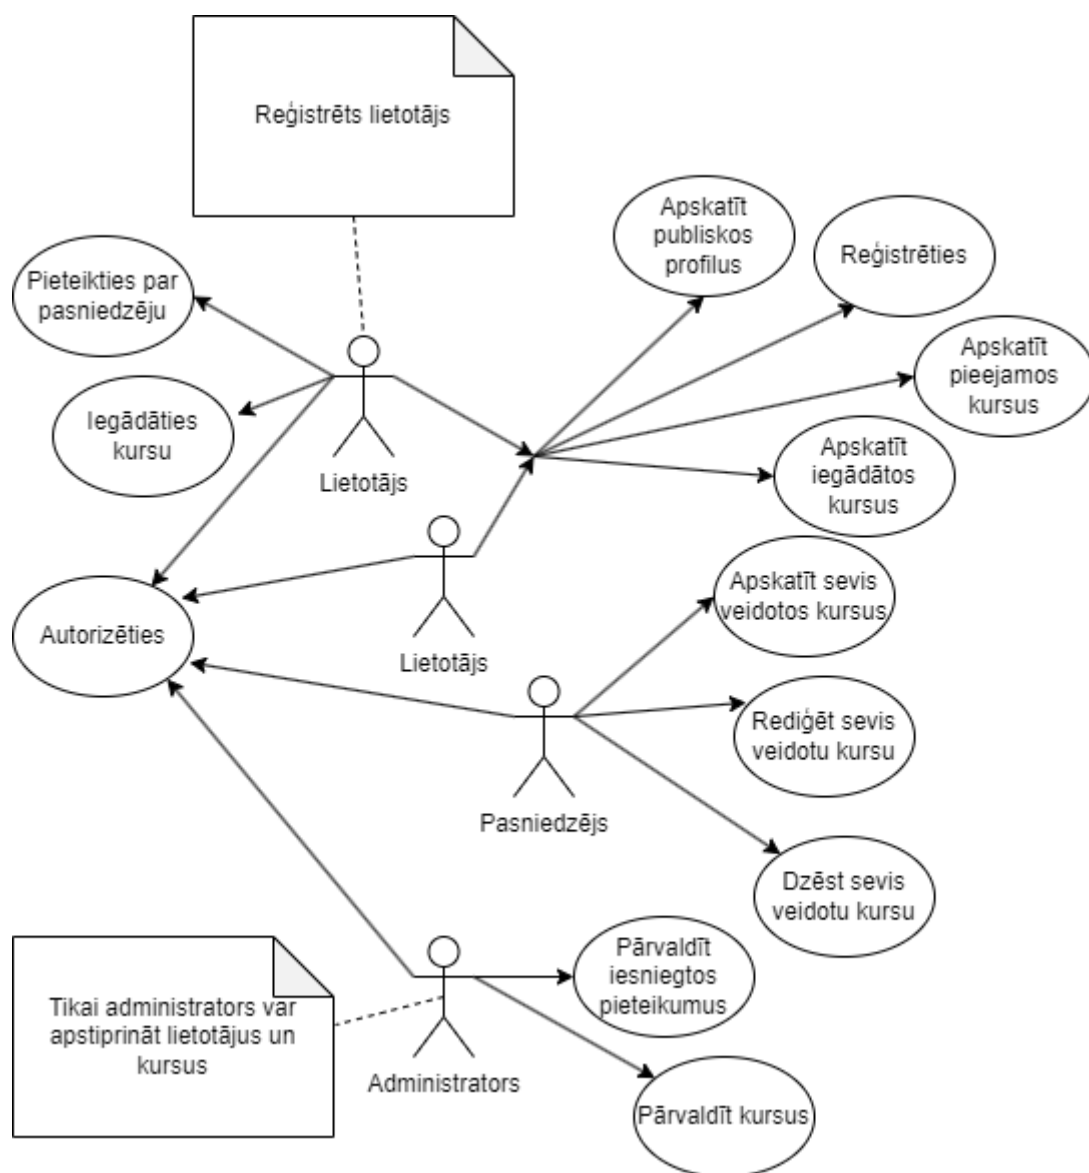 Reģistrēts lietotājs
Apskatīt
publiskos
profilus
Reģistrēties
Pieteikties par
pasniedzēju
Apskatīt
pieejamos
kursus
Iegādāties
kursu
Lietotājs
Apskatīt
iegādātos
kursus
Apskatīt sevis
veidotos kursus
Autorizēties
Lietotājs
Rediģēt sevis
veidotu kursu
Pasniedzējs
Dzēst sevis
veidotu kursu
Pārvaldīt
iesniegtos
pieteikumus
Tikai administrators var
apstiprināt lietotājus un
kursus
Administrators
Pārvaldīt kursus